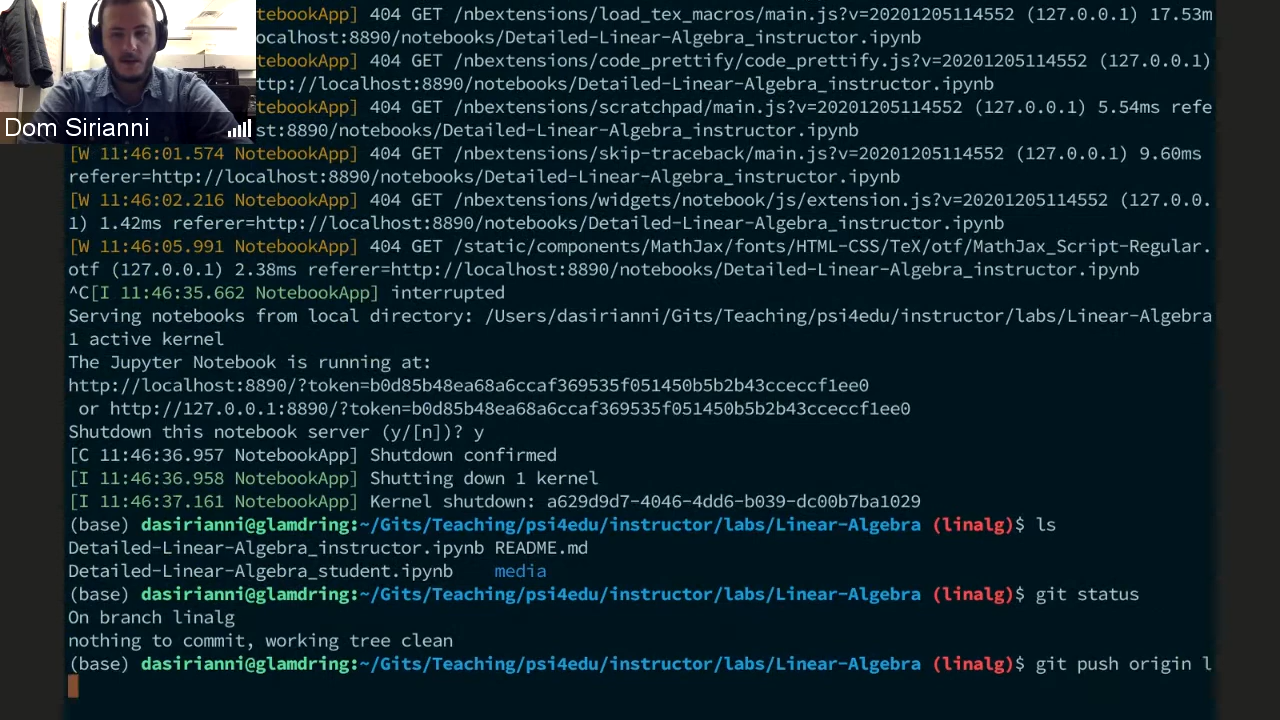 tebookApp] 404 GET /nbextensions/load_tex_macros/main.js?v=20201205114552 (127.0.0.1) 17.53m
ocalhost:8890/notebooks/Detailed-Linear-Algebra_instructor.ipynb
tebookApp] 404 GET /nbextensions/code_prettify/code_prettify.js?v=20201205114552 (127.0.0.1)
ttp://localhost:8890/notebooks/Detailed-Linear-Algebra_instructor.ipynb
tebookApp] 404 GET /nbextensions/scratchpad/main.js?v=20201205114552 (127.0.0.1) 5.54ms refe
Dom Sirianni
st:8890/notebooks/Detailed-Linear-Algebra_instructor.ipynb
[W 11:46:01.574 NotebookApp] 404 GET /nbextensions/skip-traceback/main.js?v=20201205114552 (127.0.0.1) 9.60ms
referer=http://localhost:8890/notebooks/Detailed-Linear-Algebra_instructor.ipynb
[W 11:46:02.216 NotebookApp] 404 GET /nbextensions/widgets/notebook/js/extension.js?v=20201205114552 (127.0.0.
1) 1.42ms referer=http://localhost:8890/notebooks/Detailed-Linear-Algebra_instructor.ipynb
[W 11:46:05.991 NotebookApp] 404 GET /static/components/MathJax/fonts/HTML-CSS/TeX/otf/MathJax_Script-Regular.
otf (127.0.0.1) 2.38ms referer=http://localhost:8890/notebooks/Detailed-Linear-Algebra_instructor.ipynb
^C[I 11:46:35.662 NotebookApp] interrupted
Serving notebooks from local directory: /Users/dasirianni/Gits/Teaching/psi4edu/instructor/labs/Linear-Algebra
1 active kernel
The Jupyter Notebook is running at:
http://localhost:8890/?token=b0d85b48ea68a6ccaf369535f051450b5b2b43cceccf1ee0
or http://127.0.0.1:8890/?token=b0d85b48ea68a6ccaf369535f051450b5b2b43cceccf1ee0
Shutdown this notebook server (y/[n])? y
[C 11:46:36.957 NotebookApp] Shutdown confirmed
[I 11:46:36.958 NotebookApp] Shutting down 1 kernel
[I 11:46:37.161 NotebookApp] Kernel shutdown: a629d9d7-4046-4dd6-b039-dc00b7ba1029
(base) dasirianni@glamdring:~/Gits/Teaching/psi4edu/instructor/labs/Linear-Algebra (linalg)$ ls
Detailed-Linear-Algebra_instructor.ipynb README.md
Detailed-Linear-Algebra_student.ipynb media
(base) dasirianni@glamdring:~/Gits/Teaching/psi4edu/instructor/labs/Linear-Algebra (linalg)$ git status
On branch linalg
nothing to commit, working tree clean
(base) dasirianni@glamdring:~/Gits/Teaching/psi4edu/instructor/labs/Linear-Algebra (linalg)$ git push origin l